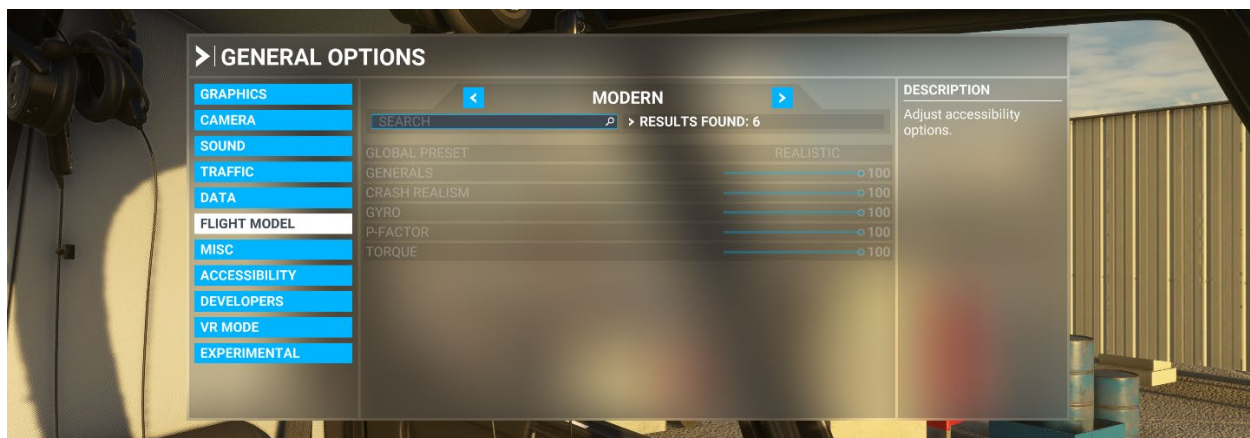 GENERAL OPTIONS
GRAPHICS
CAMERA
SOUND
TRAFFIC
DATA
FLIGHT MODEL
MISC
ACCESSIBILITY
DEVELOPERS
VR MODE
EXPERIMENTAL
< MODERN >
SEARCH > RESULTS FOUND: 6
GLOBAL PRESET REALISTIC
GENERALS 100
CRASH REALISM 100
GYRO 100
P-FACTOR 100
TORQUE 100
DESCRIPTION
Adjust accessibility
options.